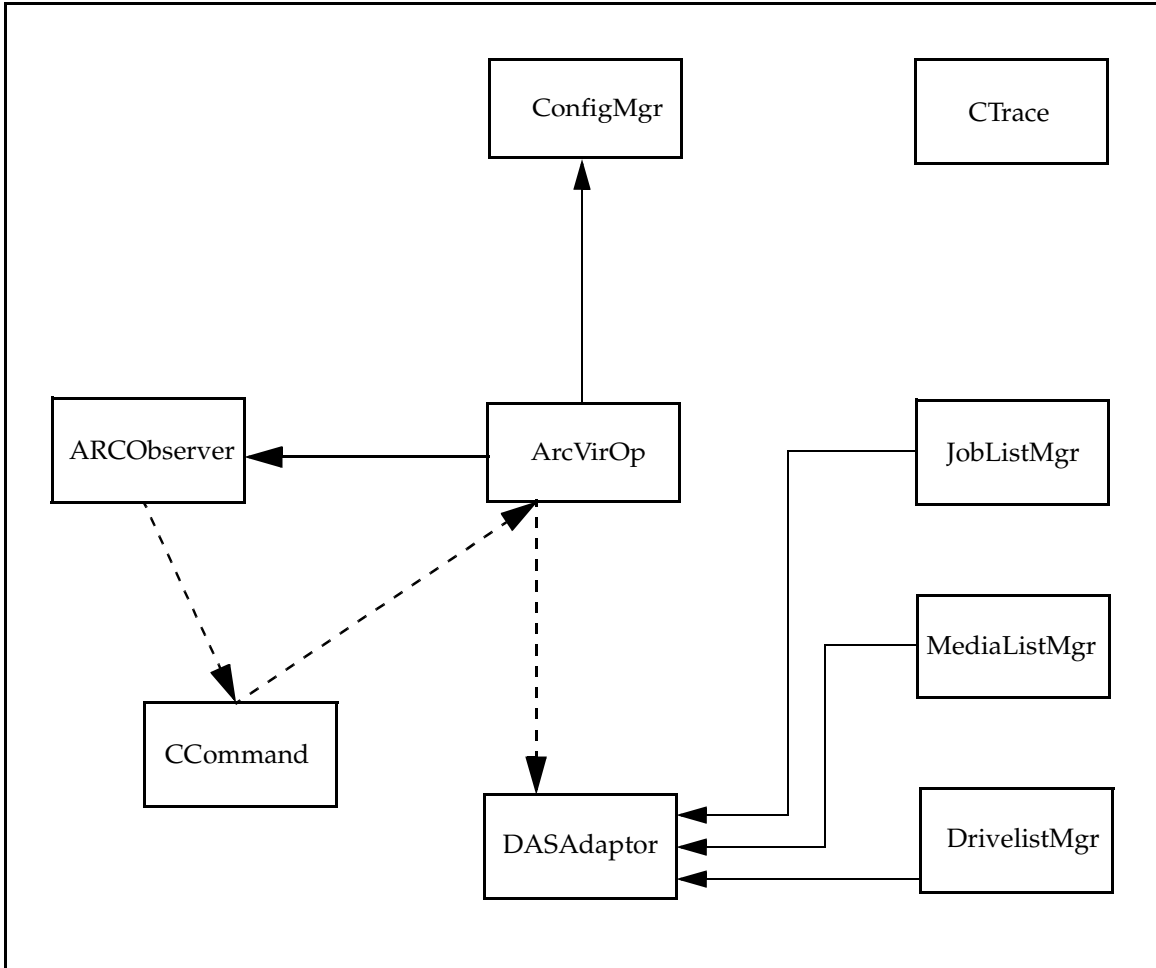 ConfigMgr
CTrace
ARCObserver
ArcVirOp
JobListMgr
MediaListMgr
CCommand
DASAdaptor
DrivelistMgr